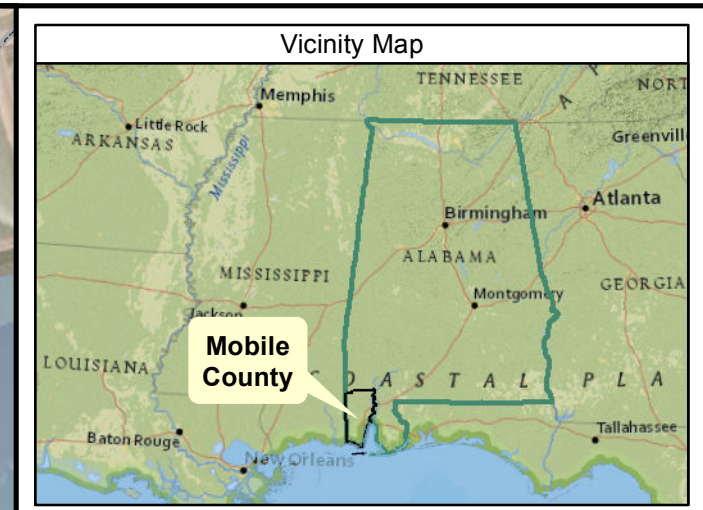 Vicinity Map
TENNESSEE
NORT
Memphis
A P
Little Rock
ARKANSAS
Greenvill
Mississippi
Atlanta
Birmingham
ALABAMA
MISSISSIPPI
GEORGIA
Montgomery
Jackson
Mobile
County
LOUISIANA
C O A S T A L P L A
Baton Rouge
Tallahassee
New Orleans